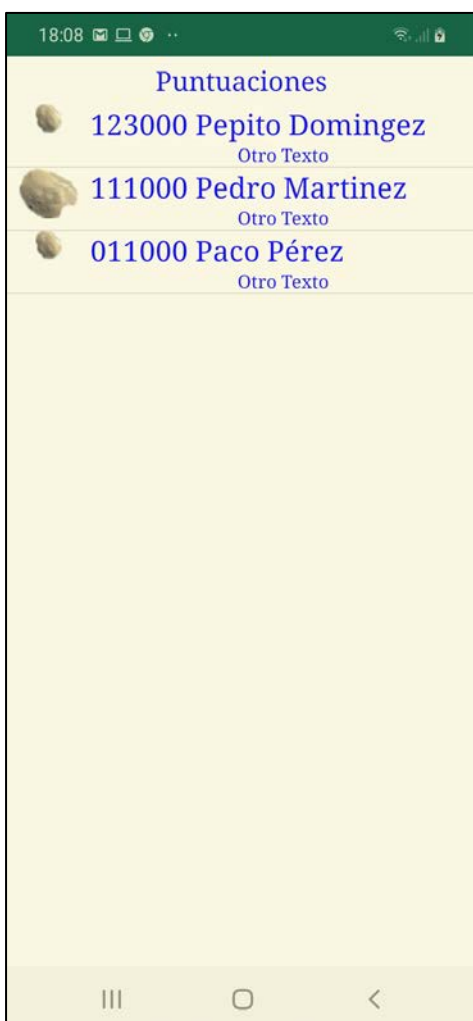 18:08
Puntuaciones
123000 Pepito Domingez
Otro Texto
111000 Pedro Martinez
Otro Texto
011000 Paco Pérez
Otro Texto